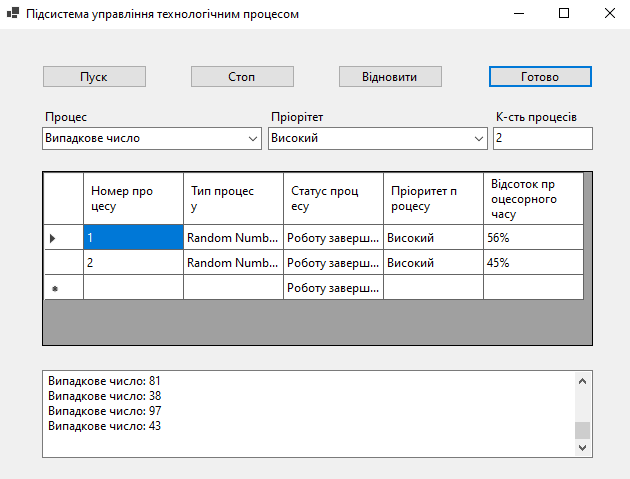 Підсистема управління технологічним процесом
Пуск Стоп Відновити Готово
Процес Пріорітет К-сть процесів
Випадкове число Високий 2
Номер про Тип процес Статус проц Пріоритет п Відсоток пр
цесу у есу роцесу оцесорного
часу
1 Random Numb... Роботу заверш... Високий 56%
2 Random Numb... Роботу заверш... Високий 45%
Роботу заверш...
Випадкове число: 81
Випадкове число: 38
Випадкове число: 97
Випадкове число: 43